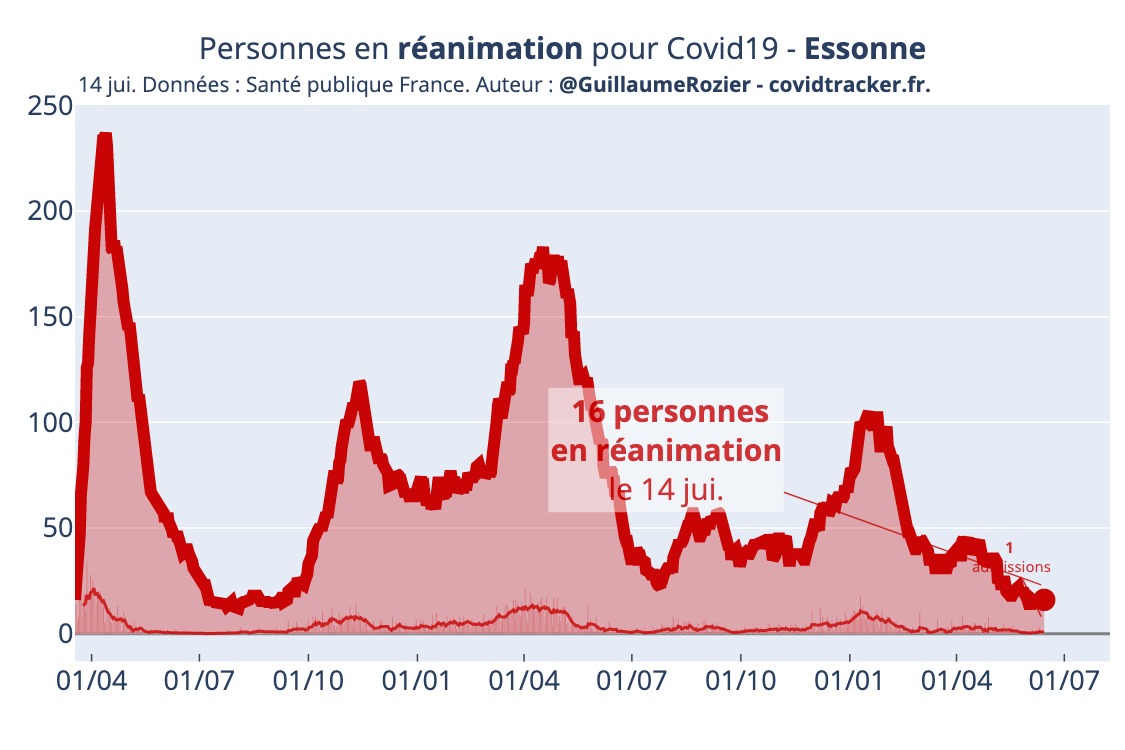 Personnes en réanimation pour Covid19 - Essonne
14 jui. Données : Santé publique France. Auteur : @GuillaumeRozier - covidtracker.fr.
250
200
150
100
50
0
16 personnes
en réanimation
le 14 jui.
1
admissions
01/04 01/07 01/10 01/01 01/04 01/07 01/10 01/01 01/04 01/07